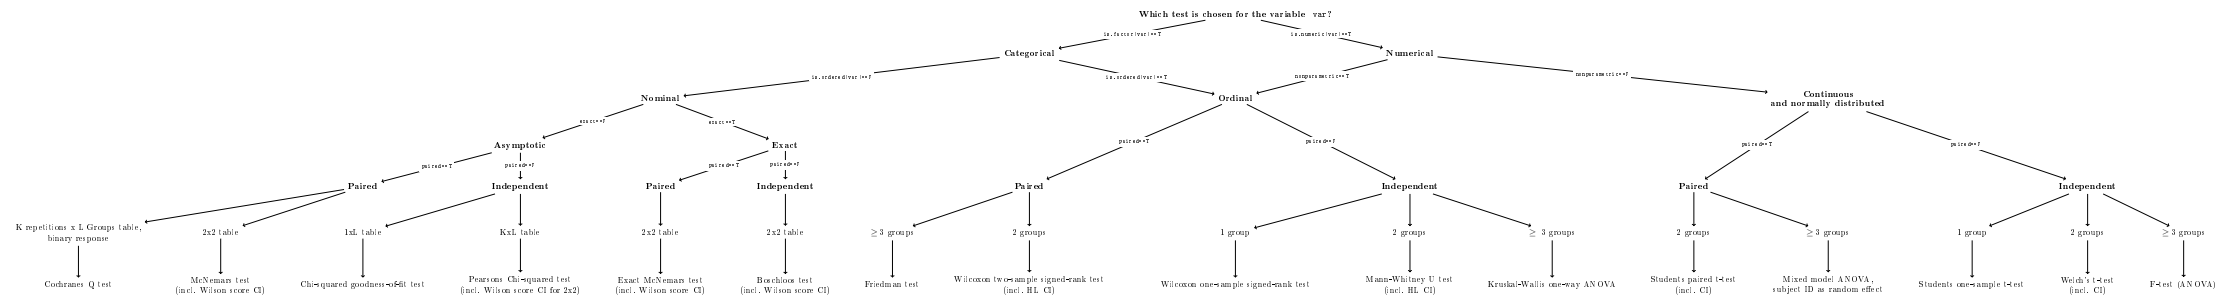 Which test is chosen for the variable var?
is.factor(var)==T
is.numeric(var)==T
Categorical
Numerical
is.ordered(var)==F
is.ordered(var)==T
nonparametric==T
nonparametric==F
Nominal
Ordinal
Continuous
and normally distributed
exact==F
exact==T
paired==T
paired==F
paired==T
paired==F
Asymptotic
Exact
paired==T
paired==F
paired==T
paired==F
Paired
Independent
Paired
Independent
Paired
Independent
Paired
Independent
K repetitions x L Groups table,
binary response
2x2 table
1xL table
KxL table
2x2 table
2x2 table
≥3 groups
2 groups
1 group
2 groups
≥ 3 groups
2 groups
≥3 groups
1 group
2 groups
≥3 groups
Cochranes Q test
McNemars test
(incl. Wilson score CI)
Chi-squared goodness-of-fit test
Pearsons Chi-squared test
(incl. Wilson score CI for 2x2)
Exact McNemars test
(incl. Wilson score CI)
Boschloos test
(incl. Wilson score CI)
Friedman test
Wilcoxon two-sample signed-rank test
(incl. HL CI)
Wilcoxon one-sample signed-rank test
Mann-Whitney U test
(incl. HL CI)
Kruskal-Wallis one-way ANOVA
Students paired t-test
(incl. CI)
Mixed model ANOVA,
subject ID as random effect
Students one-sample t-test
Welch's t-test
(incl. CI)
F-test (ANOVA)